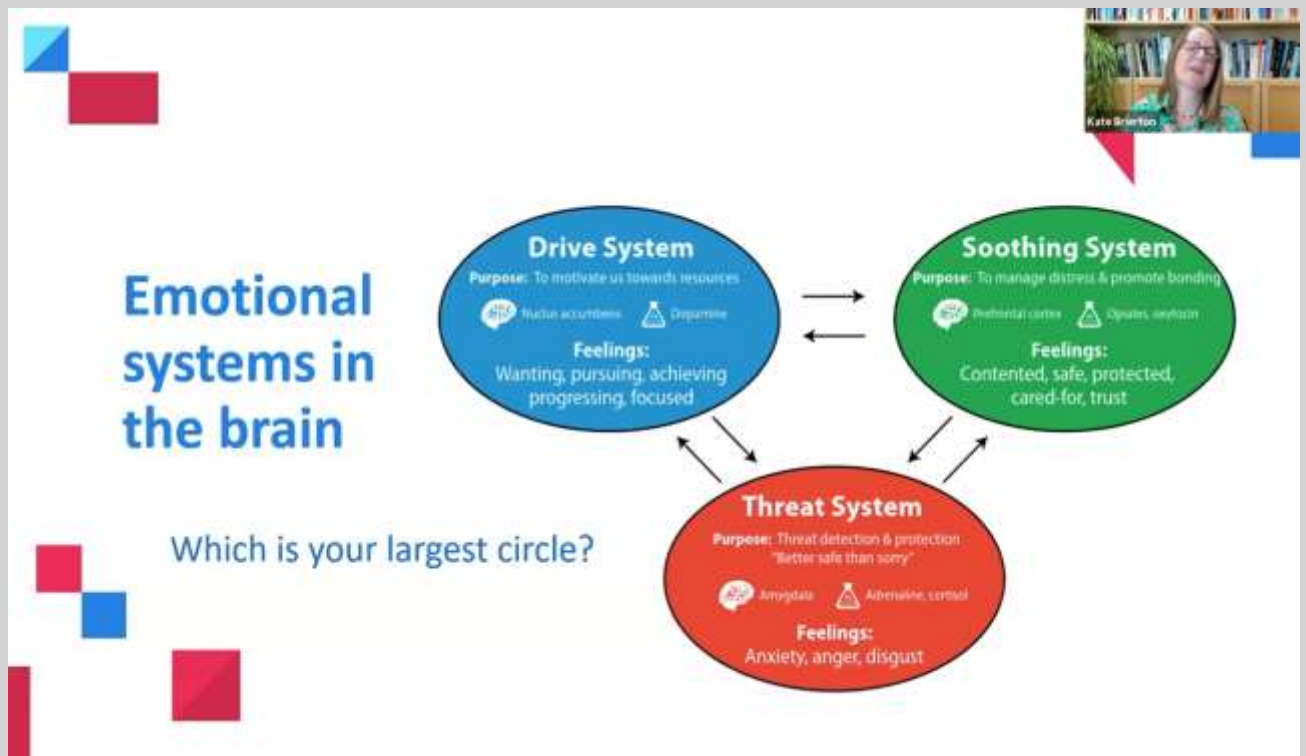 Kate Brierton
Emotional
systems in
the brain
Which is your largest circle?
Drive System
Purpose: To motivate us towards resources
Nuclus accumbens Dopamine
Feelings:
Wanting, pursuing, achieving
progressing, focused
Soothing System
Purpose: To manage distress & promote bonding
Prefrontal cortex Opiates, oxytocin
Feelings:
Contented, safe, protected,
cared-for, trust
Threat System
Purpose: Threat detection & protection
"Better safe than sorry"
Amygdala Adrenaline, cortisol
Feelings:
Anxiety, anger, disgust